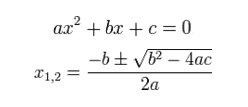 ax² + bx + c = 0
x₁,₂ = (-b ± √(b² − 4ac)) / (2a)